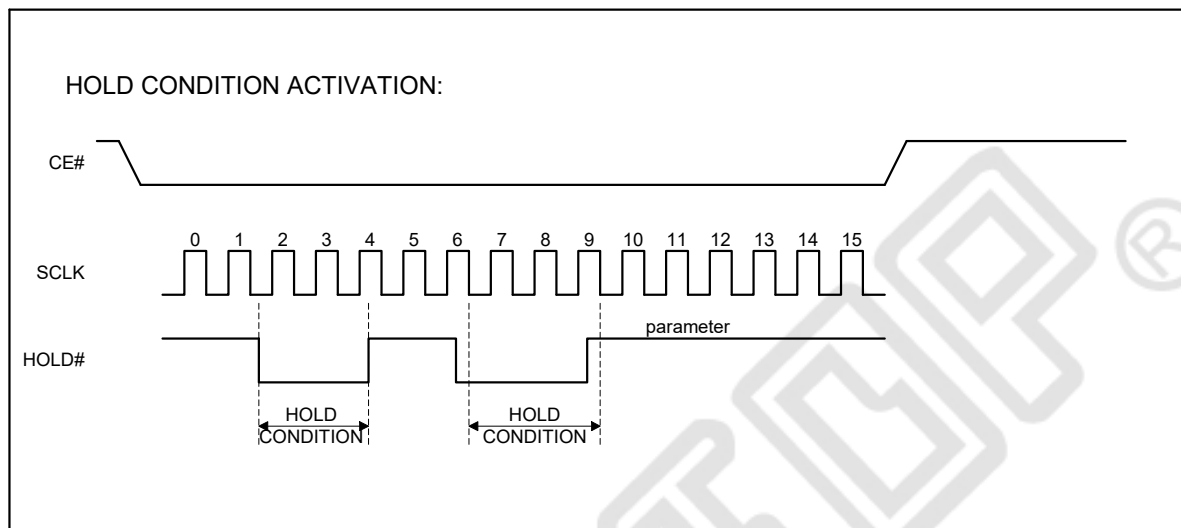 HOLD CONDITION ACTIVATION:
CE#
0 1 2 3 4 5 6 7 8 9 10 11 12 13 14 15
SCLK
parameter
HOLD#
HOLD CONDITION
HOLD CONDITION
®